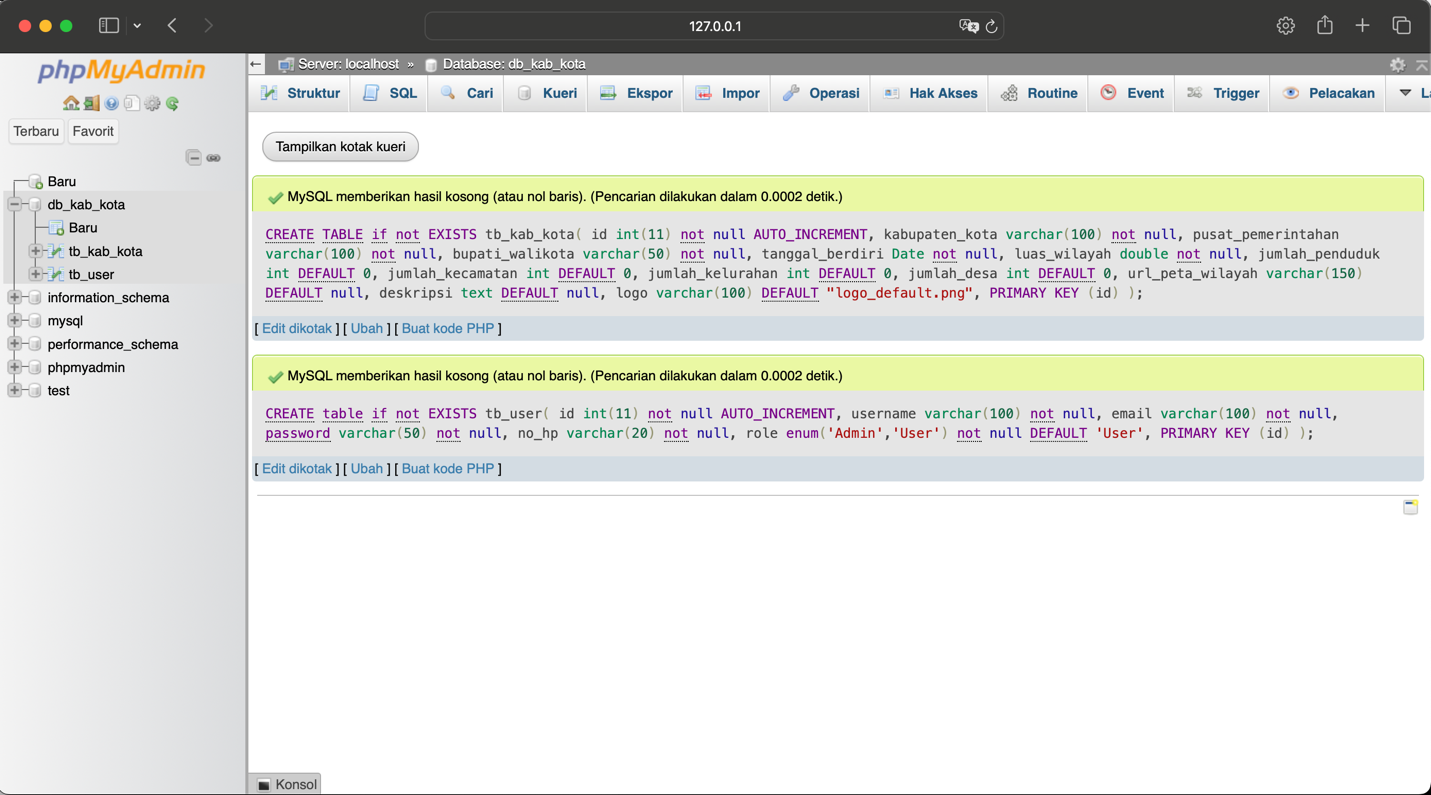 127.0.0.1
phpMyAdmin
Terbaru
Favorit
Baru
db_kab_kota
Baru
tb_kab_kota
tb_user
information_schema
mysql
performance_schema
phpmyadmin
test
Server: localhost » Database: db_kab_kota
Struktur SQL Cari Kueri Ekspor Impor Operasi Hak Akses Routine Event Trigger Pelacakan
Tampilkan kotak kueri
MySQL memberikan hasil kosong (atau nol baris). (Pencarian dilakukan dalam 0.0002 detik.)
CREATE TABLE if not EXISTS tb_kab_kota( id int(11) not null AUTO_INCREMENT, kabupaten_kota varchar(100) not null, pusat_pemerintahan
varchar(100) not null, bupati_walikota varchar(50) not null, tanggal_berdiri Date not null, luas_wilayah double not null, jumlah_penduduk
int DEFAULT 0, jumlah_kecamatan int DEFAULT 0, jumlah_kelurahan int DEFAULT 0, jumlah_desa int DEFAULT 0, url_peta_wilayah varchar(150)
DEFAULT null, deskripsi text DEFAULT null, logo varchar(100) DEFAULT "logo_default.png", PRIMARY KEY (id) );
[ Edit dikotak ] [ Ubah ] [ Buat kode PHP ]
MySQL memberikan hasil kosong (atau nol baris). (Pencarian dilakukan dalam 0.0002 detik.)
CREATE table if not EXISTS tb_user( id int(11) not null AUTO_INCREMENT, username varchar(100) not null, email varchar(100) not null,
password varchar(50) not null, no_hp varchar(20) not null, role enum('Admin','User') not null DEFAULT 'User', PRIMARY KEY (id) );
[ Edit dikotak ] [ Ubah ] [ Buat kode PHP ]
Konsol